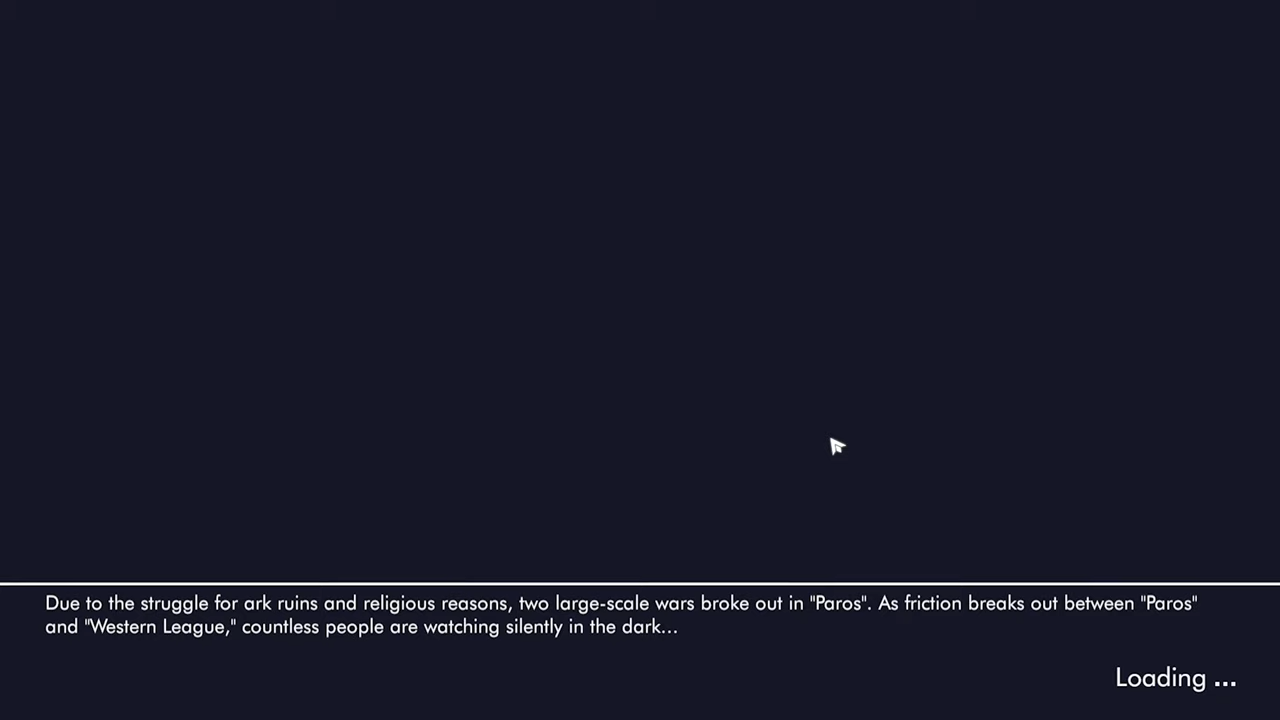 Due to the struggle for ark ruins and religious reasons, two large-scale wars broke out in "Paros". As friction breaks out between "Paros"
and "Western League," countless people are watching silently in the dark...
Loading ...